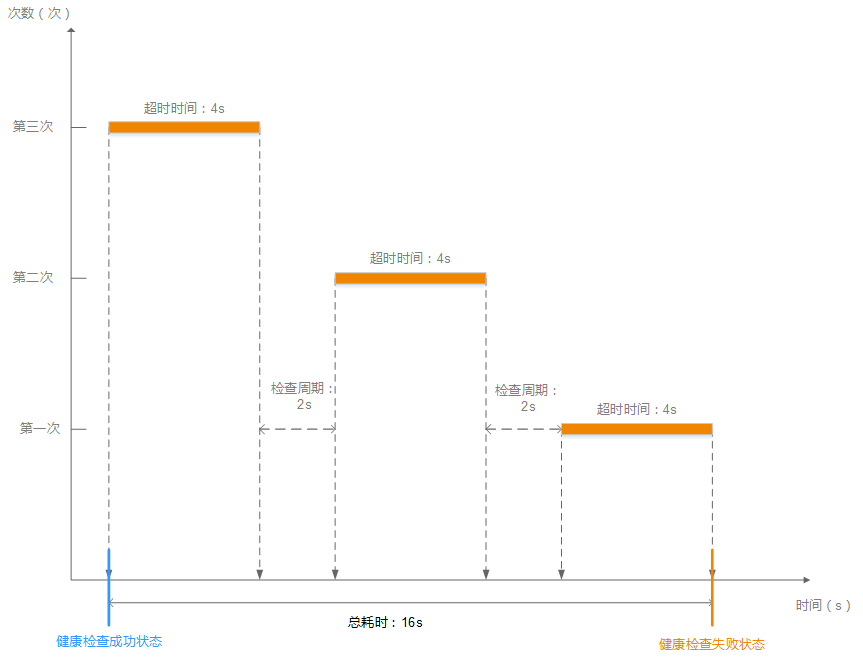 次数（次）
超时时间：4s
第三次
超时时间：4s
第二次
检查周期：
2s
检查周期：
2s
超时时间：4s
第一次
时间（s）
总耗时：16s
健康检查成功状态
健康检查失败状态